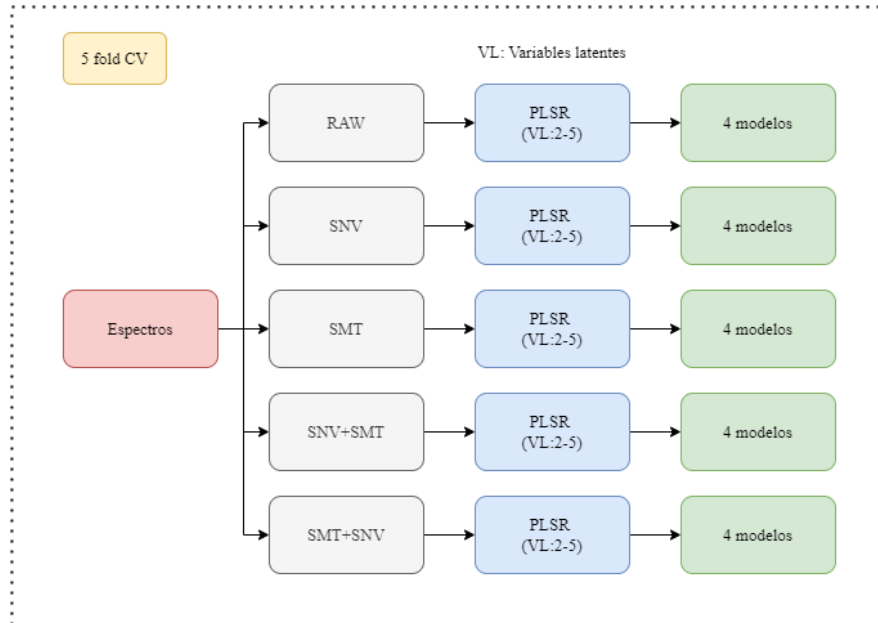 5 fold CV
VL: Variables latentes
RAW
PLSR
(VL:2-5)
4 modelos
SNV
PLSR
(VL:2-5)
4 modelos
Espectros
SMT
PLSR
(VL:2-5)
4 modelos
SNV+SMT
PLSR
(VL:2-5)
4 modelos
SMT+SNV
PLSR
(VL:2-5)
4 modelos